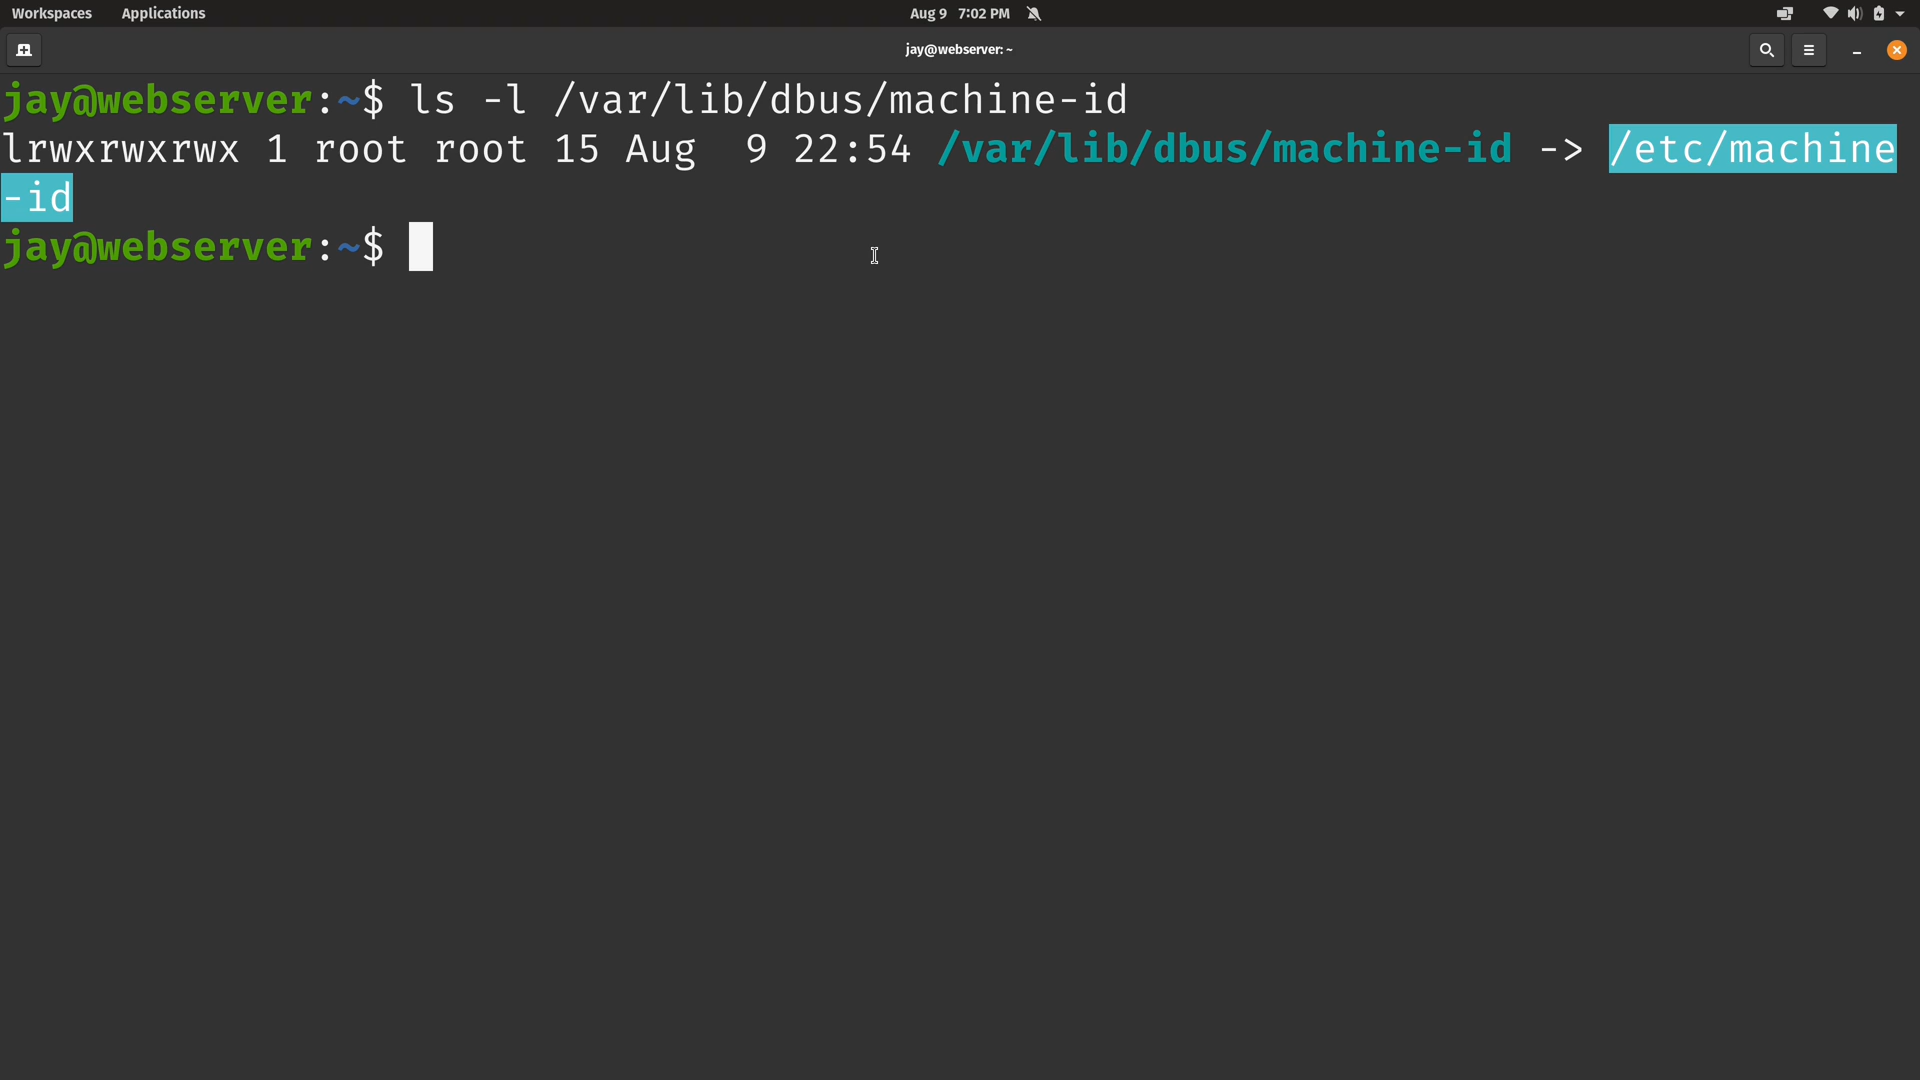 Workspaces Applications Aug 9 7:02 PM
jay@webserver: ~
jay@webserver:~$ ls -l /var/lib/dbus/machine-id
lrwxrwxrwx 1 root root 15 Aug  9 22:54 /var/lib/dbus/machine-id -> /etc/machine
-id
jay@webserver:~$